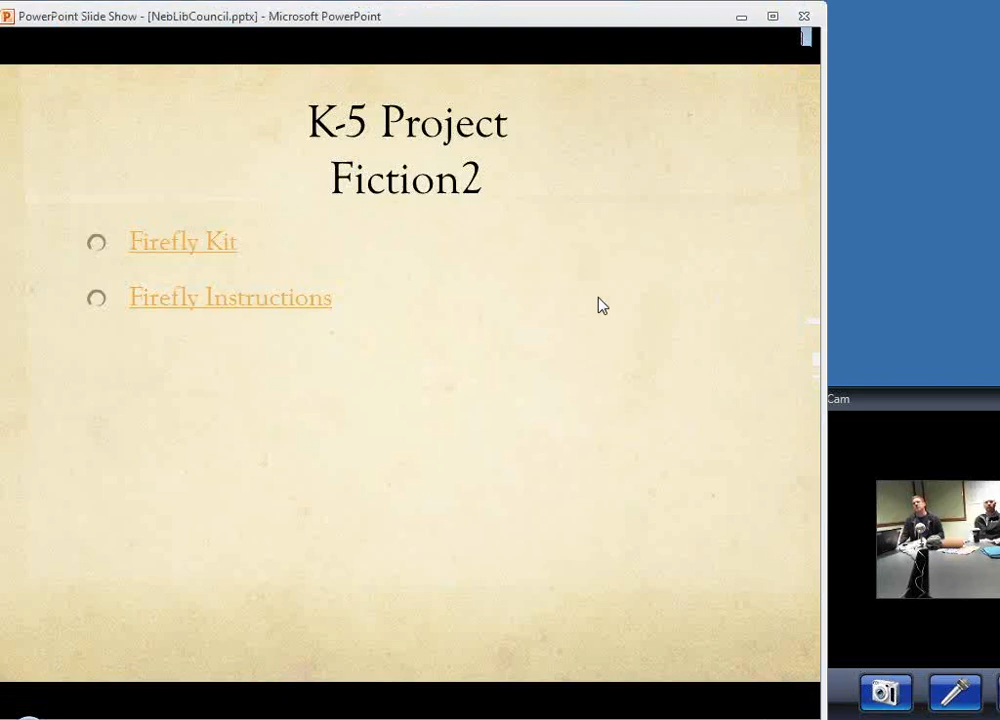 PowerPoint Slide Show - [NebLibCouncil.pptx] - Microsoft PowerPoint
K-5 Project
Fiction2
Firefly Kit
Firefly Instructions
Cam